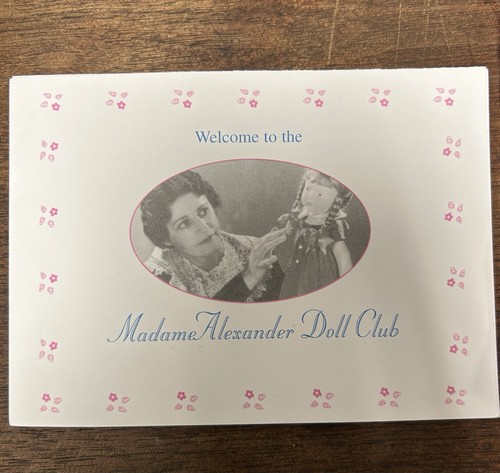 Welcome to the
Madame Alexander Doll Club